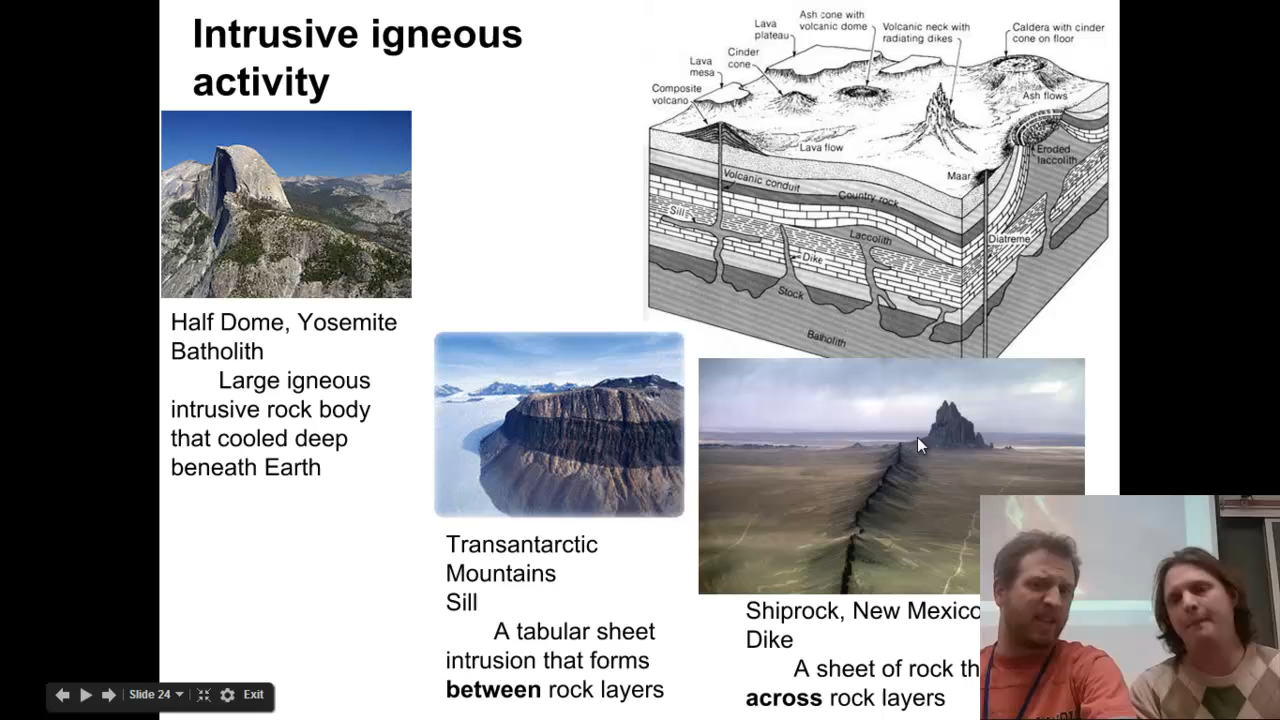 Intrusive igneous
activity
Lava
plateau
Ash cone with
volcanic dome
Volcanic neck with
radiating dikes
Caldera with cinder
cone on floor
Cinder
cone
Lava
mesa
Composite
volcano
Ash flows
Lava flow
Eroded
laccolith
Maar
Volcanic conduit
Country rock
Sill
Laccolith
Diatreme
Dike
Stock
Batholith
Half Dome, Yosemite
Batholith
Large igneous
intrusive rock body
that cooled deep
beneath Earth
Transantarctic
Mountains
Sill
A tabular sheet
intrusion that forms
between rock layers
Shiprock, New Mexico
Dike
A sheet of rock th
across rock layers
Slide 24
Exit